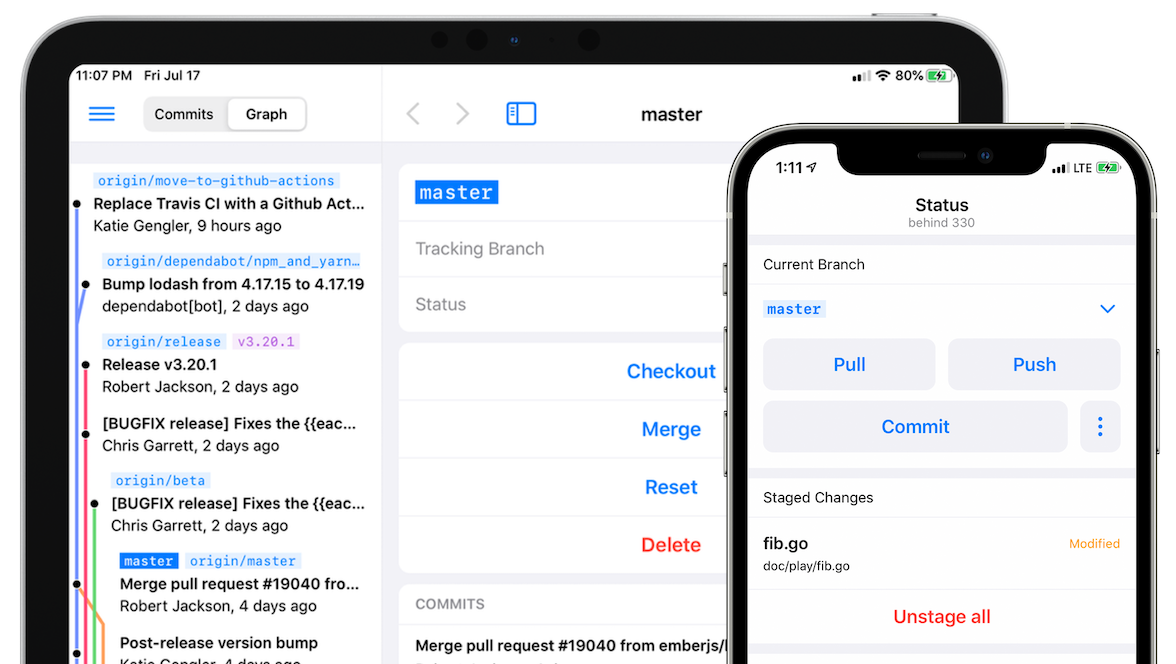 11:07 PM Fri Jul 17
80%
Commits Graph
master
origin/move-to-github-actions
Replace Travis CI with a Github Act...
Katie Gengler, 9 hours ago
origin/dependabot/npm_and_yarn…
Bump lodash from 4.17.15 to 4.17.19
dependabot[bot], 2 days ago
origin/release v3.20.1
Release v3.20.1
Robert Jackson, 2 days ago
[BUGFIX release] Fixes the {{eac...
Chris Garrett, 2 days ago
origin/beta
[BUGFIX release] Fixes the {{eac...
Chris Garrett, 2 days ago
master origin/master
Merge pull request #19040 fro...
Robert Jackson, 4 days ago
Post-release version bump
Katie Gengler, 4 days ago
master
Tracking Branch
Status
Checkout
Merge
Reset
Delete
COMMITS
Merge pull request #19040 from emberjs/
1:11
LTE
Status
behind 330
Current Branch
master
Pull Push
Commit
Staged Changes
fib.go
Modified
doc/play/fib.go
Unstage all